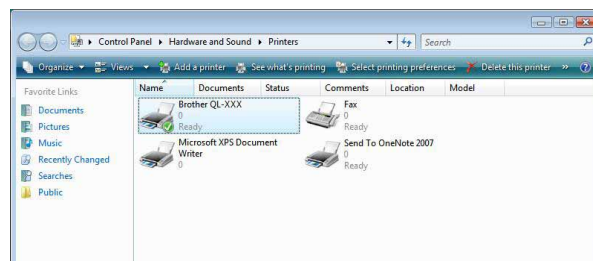 Control Panel ▸ Hardware and Sound ▸ Printers
Search
Organize
Views
Add a printer
See what's printing
Select printing preferences
Delete this printer
»
Favorite Links
Documents
Pictures
Music
Recently Changed
Searches
Public
Name
Documents
Status
Comments
Location
Model
Brother QL-XXX
0
Ready
Fax
0
Ready
Microsoft XPS Document
Writer
0
Send To OneNote 2007
0
Ready